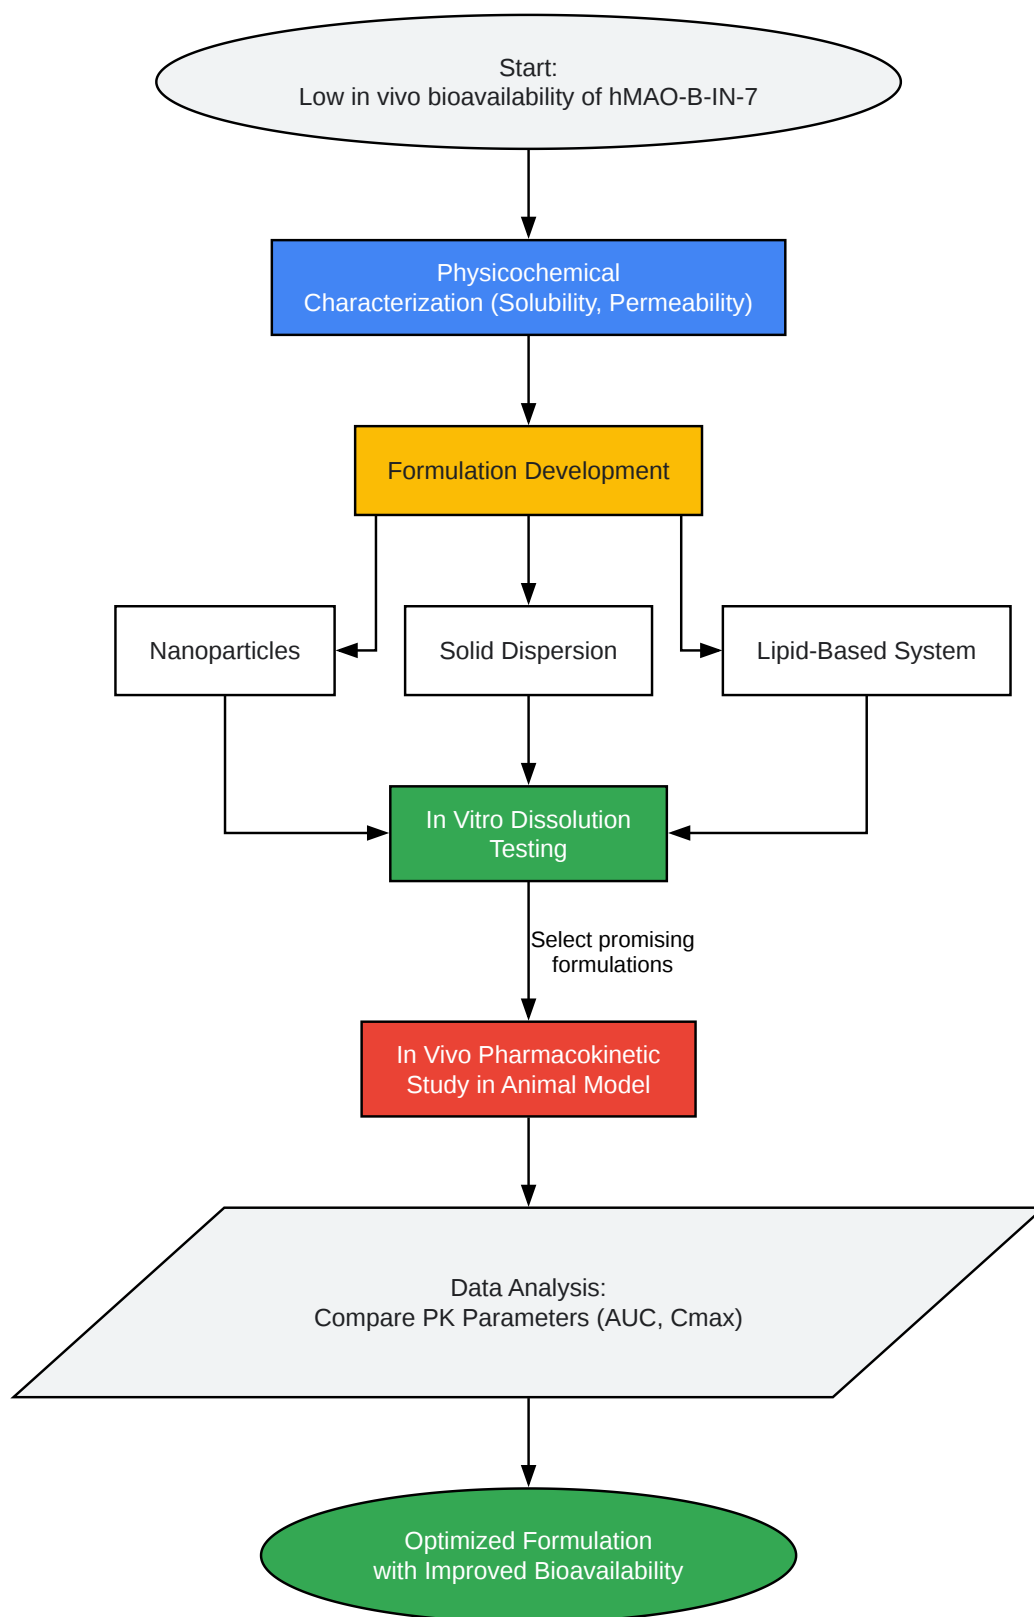 Start:
Low in vivo bioavailability of hMAO-B-IN-7
Physicochemical
Characterization (Solubility, Permeability)
Formulation Development
Nanoparticles
Solid Dispersion
Lipid-Based System
In Vitro Dissolution
Testing
Select promising
formulations
In Vivo Pharmacokinetic
Study in Animal Model
Data Analysis:
Compare PK Parameters (AUC, Cmax)
Optimized Formulation
with Improved Bioavailability